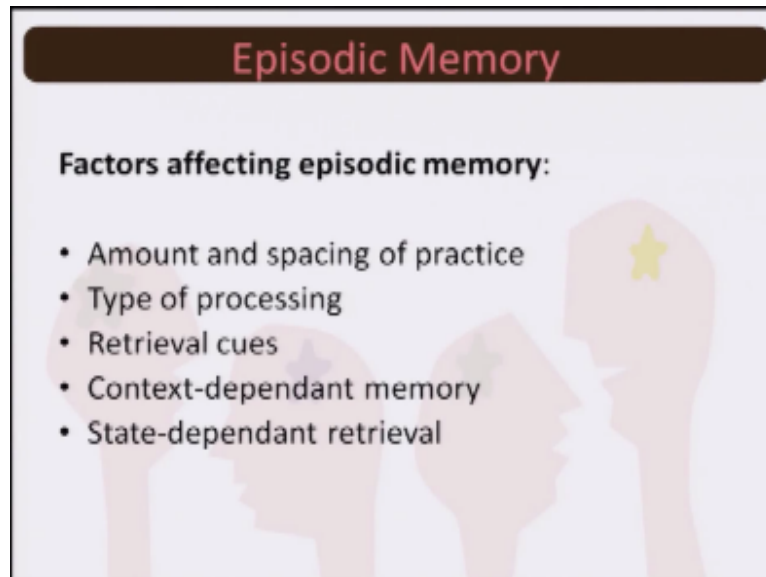 Episodic Memory
Factors affecting episodic memory:
• Amount and spacing of practice
• Type of processing
• Retrieval cues
• Context-dependant memory
• State-dependant retrieval